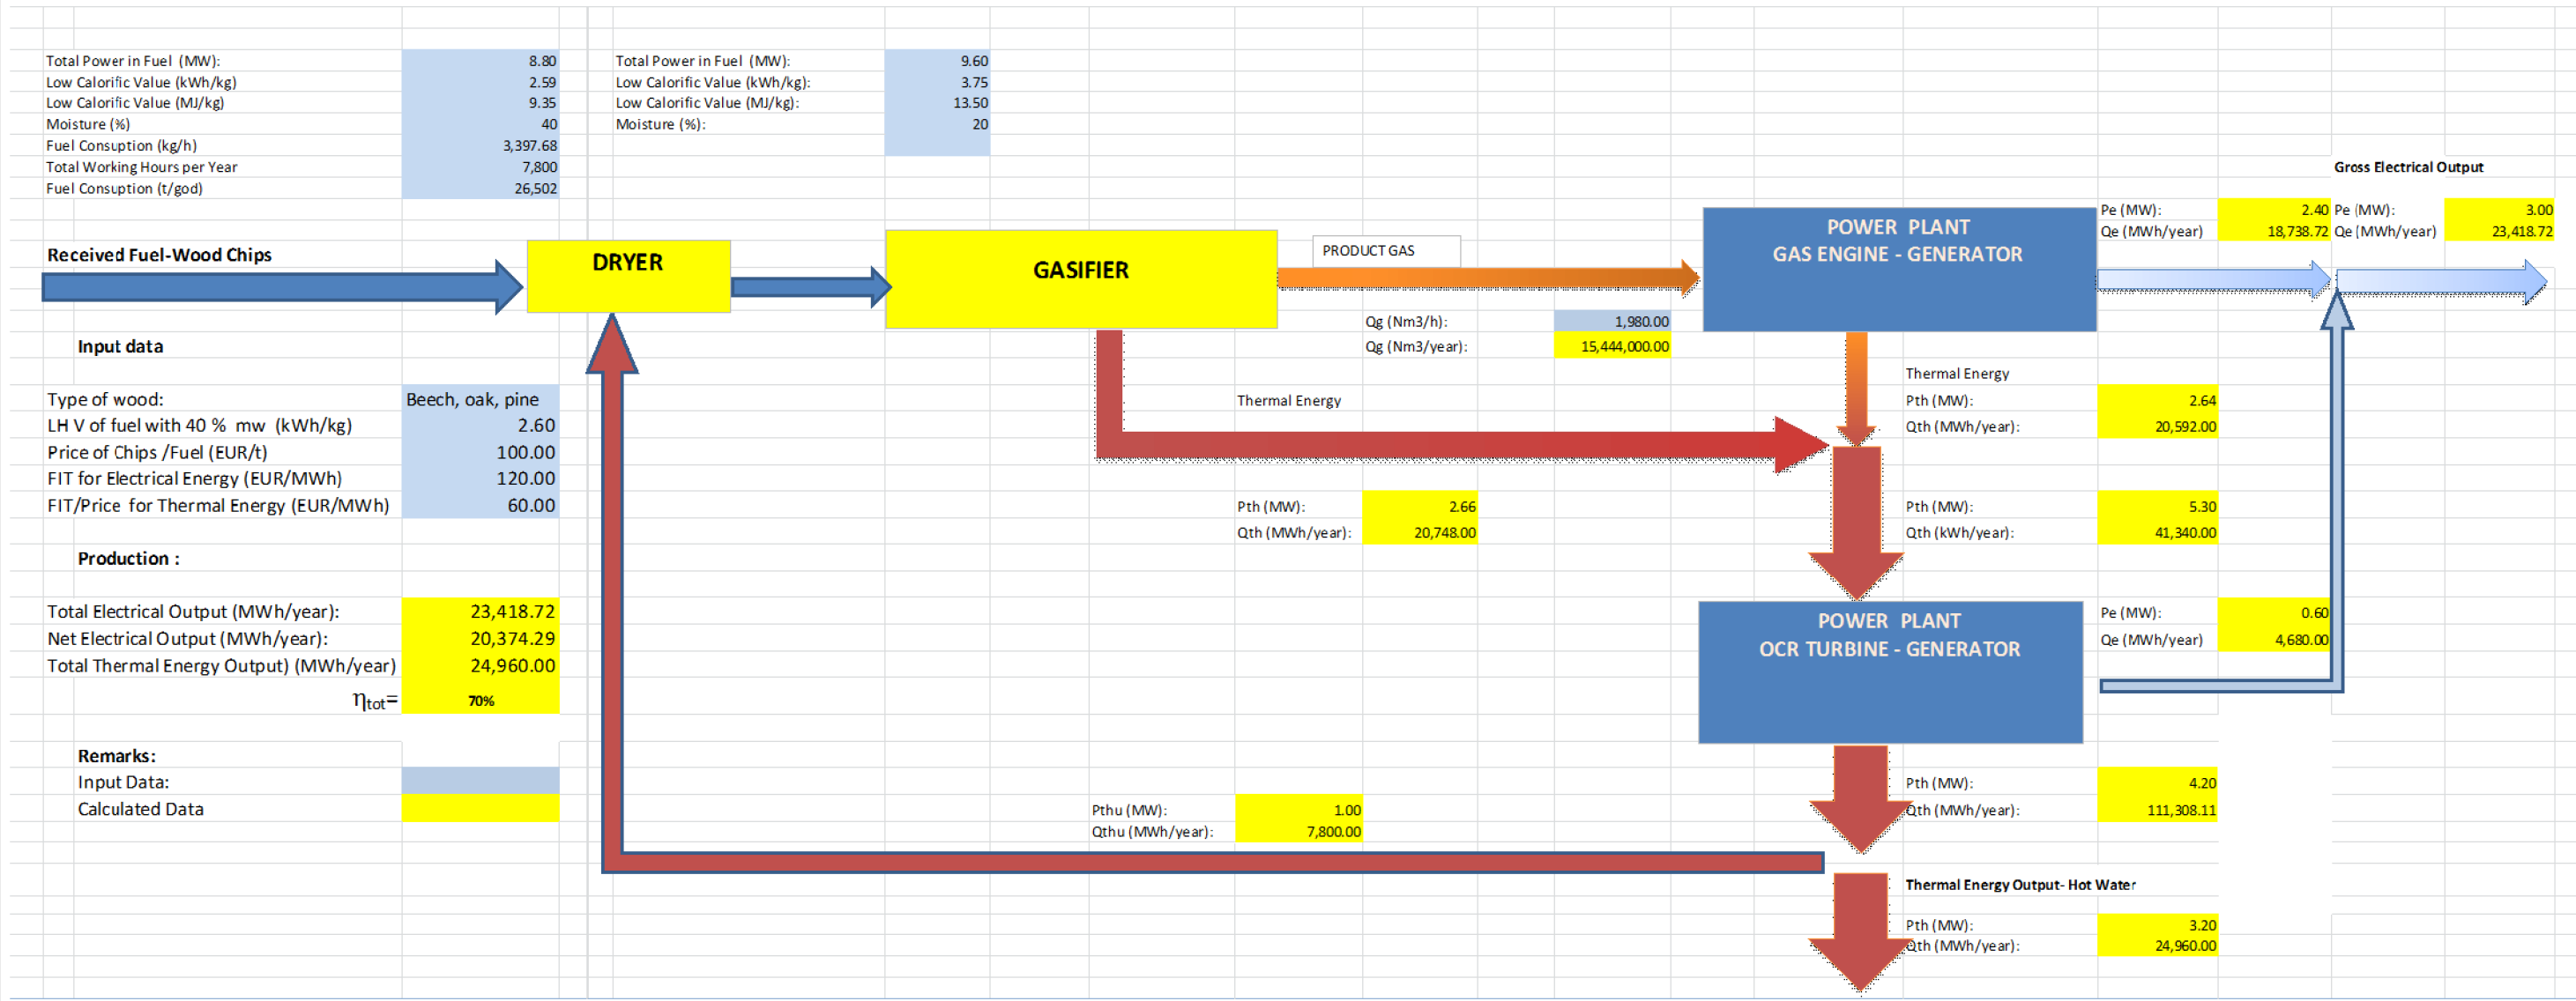 Total Power in Fuel (MW): 8.80 Total Power in Fuel (MW): 9.60
Low Calorific Value (kWh/kg) 2.59 Low Calorific Value (kWh/kg): 3.75
Low Calorific Value (MJ/kg) 9.35 Low Calorific Value (MJ/kg): 13.50
Moisture (%) 40 Moisture (%): 20
Fuel Consuption (kg/h) 3,397.68
Total Working Hours per Year 7,800
Fuel Consuption (t/god) 26,502
Gross Electrical Output
Pe (MW): 2.40 Pe (MW): 3.00
Qe (MWh/year) 18,738.72 Qe (MWh/year) 23,418.72
Received Fuel-Wood Chips
DRYER
GASIFIER
PRODUCT GAS
POWER PLANT
GAS ENGINE - GENERATOR
Qg (Nm3/h): 1,980.00
Qg (Nm3/year): 15,444,000.00
Input data
Type of wood: Beech, oak, pine
LH V of fuel with 40 % mw (kWh/kg) 2.60
Price of Chips /Fuel (EUR/t) 100.00
FIT for Electrical Energy (EUR/MWh) 120.00
FIT/Price for Thermal Energy (EUR/MWh) 60.00
Thermal Energy
Thermal Energy
Pth (MW): 2.64
Qth (MWh/year): 20,592.00
Pth (MW): 2.66
Qth (MWh/year): 20,748.00
Pth (MW): 5.30
Qth (kWh/year): 41,340.00
Production :
Total Electrical Output (MWh/year): 23,418.72
Net Electrical Output (MWh/year): 20,374.29
Total Thermal Energy Output) (MWh/year) 24,960.00
ηtot= 70%
POWER PLANT
OCR TURBINE - GENERATOR
Pe (MW): 0.60
Qe (MWh/year) 4,680.00
Remarks:
Input Data:
Calculated Data
Pthu (MW): 1.00
Qthu (MWh/year): 7,800.00
Pth (MW): 4.20
Qth (MWh/year): 111,308.11
Thermal Energy Output- Hot Water
Pth (MW): 3.20
Qth (MWh/year): 24,960.00